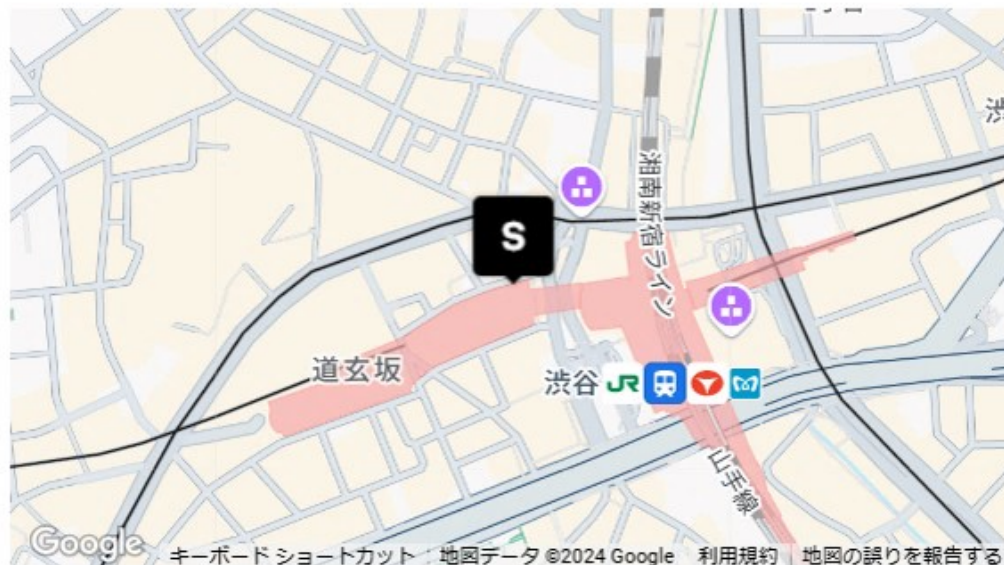 湘南新宿ライン
S
道玄坂
渋谷 JR
山手線
Google
キーボード ショートカット 地図データ ©2024 Google 利用規約 地図の誤りを報告する